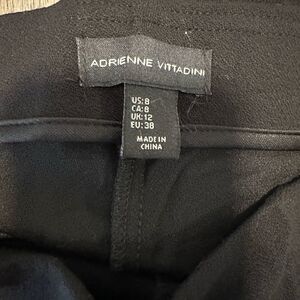 ADRIENNE VITTADINI
US:8
CA:8
UK:12
EU:38
MADE IN
CHINA